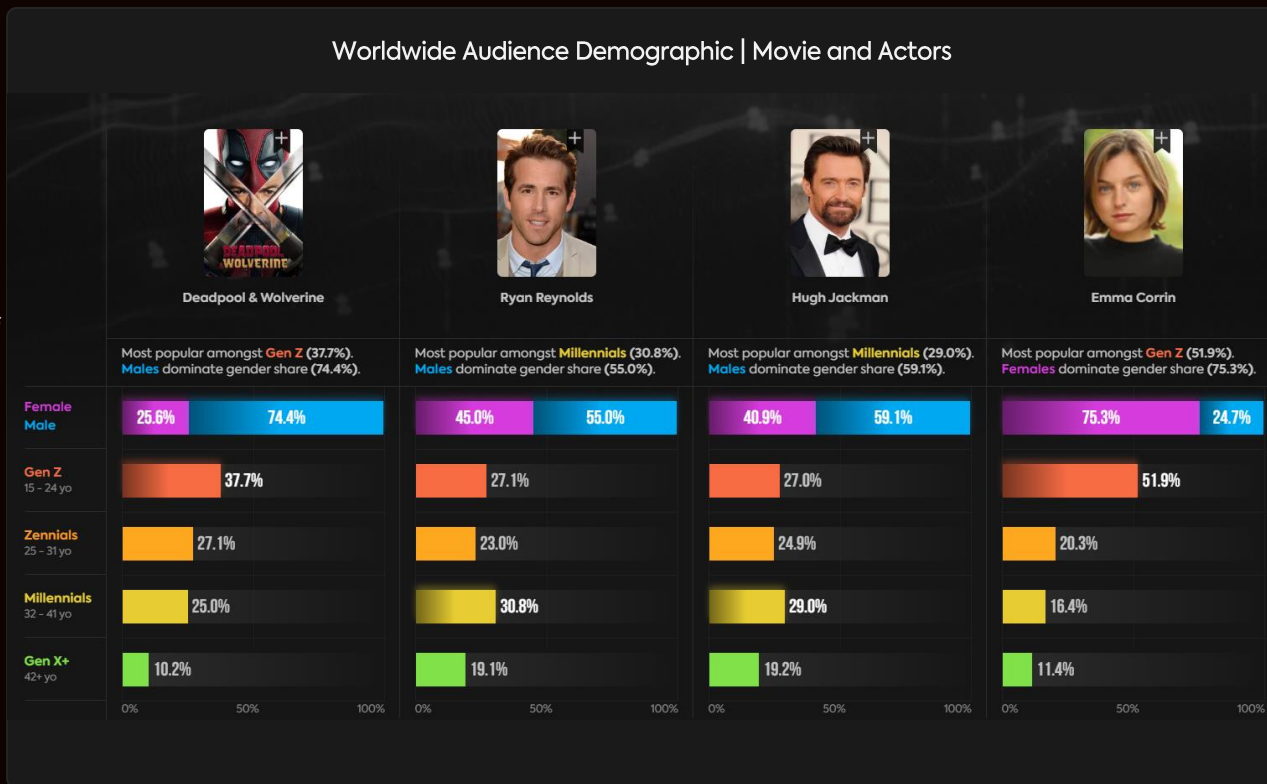 Worldwide Audience Demographic | Movie and Actors
DEADPOOL
WOLVERINE
Deadpool & Wolverine
Ryan Reynolds
Hugh Jackman
Emma Corrin
Most popular amongst Gen Z (37.7%).
Males dominate gender share (74.4%).
Most popular amongst Millennials (30.8%).
Males dominate gender share (55.0%).
Most popular amongst Millennials (29.0%).
Males dominate gender share (59.1%).
Most popular amongst Gen Z (51.9%).
Females dominate gender share (75.3%).
Female
Male
25.6% 74.4% 45.0% 55.0% 40.9% 59.1% 75.3% 24.7%
Gen Z
15 - 24 yo
37.7% 27.1% 27.0% 51.9%
Zennials
25 - 31 yo
27.1% 23.0% 24.9% 20.3%
Millennials
32 - 41 yo
25.0% 30.8% 29.0% 16.4%
Gen X+
42+ yo
10.2% 19.1% 19.2% 11.4%
0% 50% 100% 0% 50% 100% 0% 50% 100% 0% 50% 100%